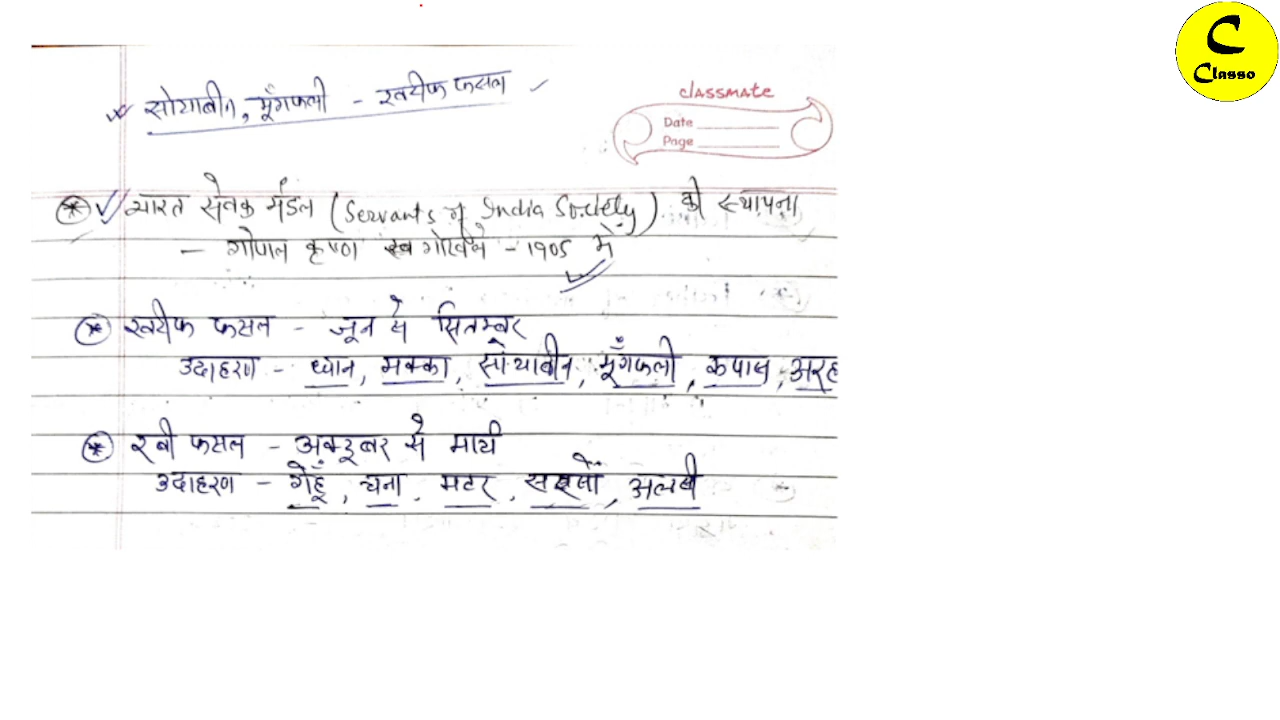 C
Classo
सोयाबीन, मूँगफली - खरीफ फसल
classmate
Date
Page
भारत सेवक मंडल (Servants of India Society) की स्थापना
- गोपाल कृष्ण गोखले - १९०५ में
खरीफ फसल - जून से सितम्बर
उदाहरण - धान, मक्का, सोयाबीन, मूँगफली, कपास, अरह
रबी फसल - अक्टूबर से मार्च
उदाहरण - गेहूँ, चना, मटर, सरसों, अलसी